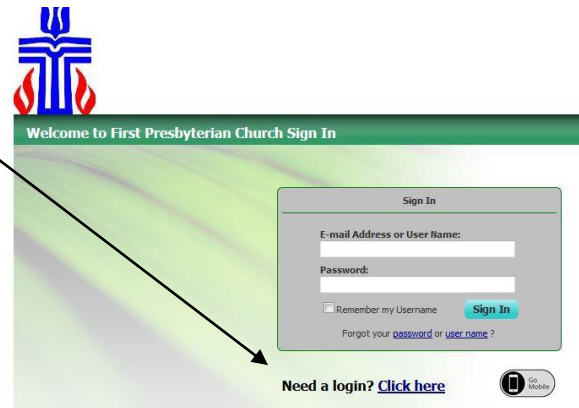 Welcome to First Presbyterian Church Sign In
Sign In
E-mail Address or User Name:
Password:
Remember my Username
Sign In
Forgot your password or user name ?
Need a login? Click here
Go
Mobile